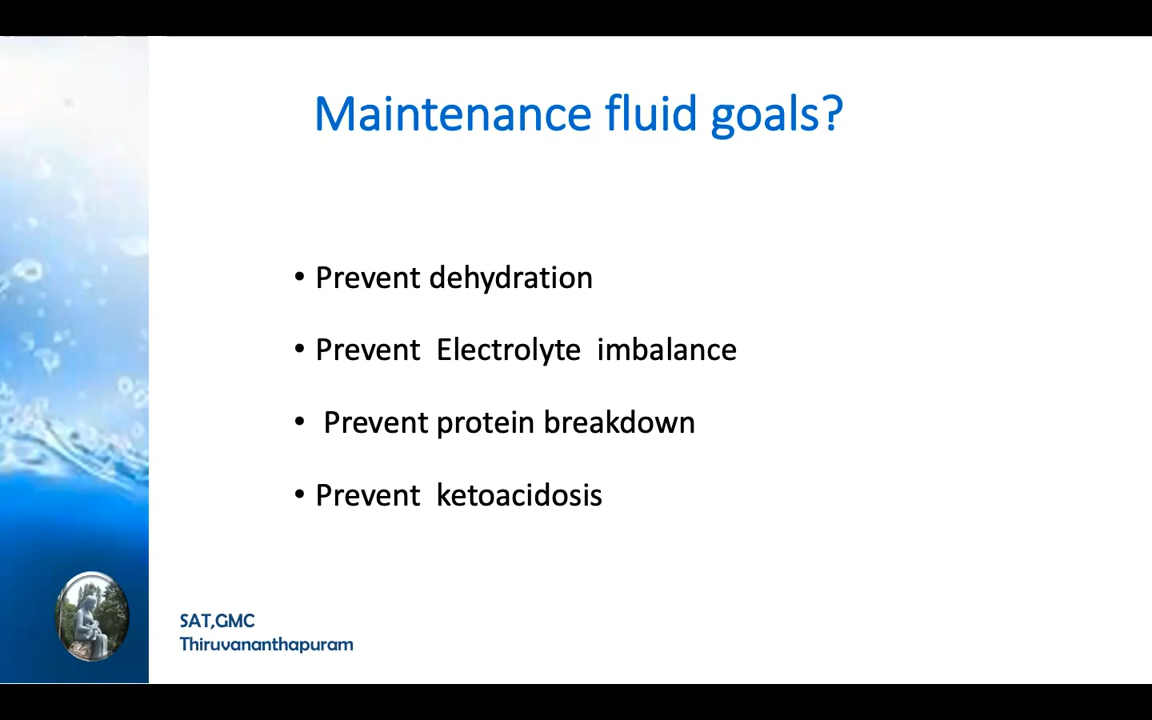 Maintenance fluid goals?
• Prevent dehydration
• Prevent Electrolyte imbalance
• Prevent protein breakdown
• Prevent ketoacidosis
SAT,GMC
Thiruvananthapuram